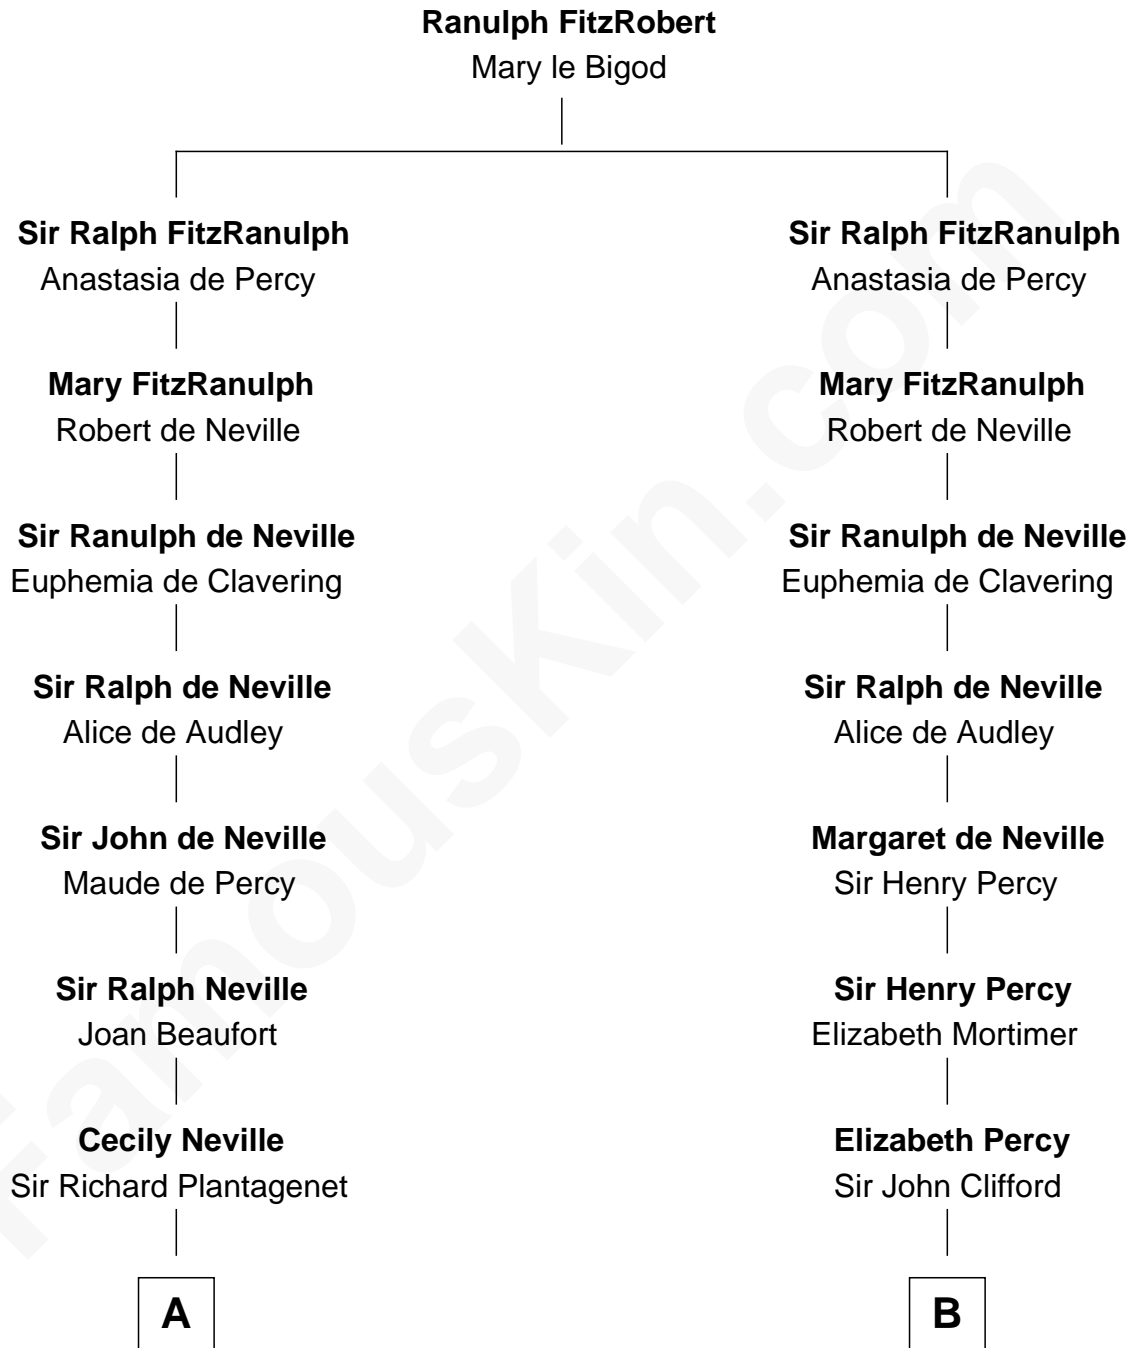 Ranulph FitzRobert
Mary le Bigod
Sir Ralph FitzRanulph
Anastasia de Percy
Mary FitzRanulph
Robert de Neville
Sir Ranulph de Neville
Euphemia de Clavering
Sir Ralph de Neville
Alice de Audley
Sir John de Neville
Maude de Percy
Sir Ralph Neville
Joan Beaufort
Cecily Neville
Sir Richard Plantagenet
A
Sir Ralph FitzRanulph
Anastasia de Percy
Mary FitzRanulph
Robert de Neville
Sir Ranulph de Neville
Euphemia de Clavering
Sir Ralph de Neville
Alice de Audley
Margaret de Neville
Sir Henry Percy
Sir Henry Percy
Elizabeth Mortimer
Elizabeth Percy
Sir John Clifford
B
FamousKin.com